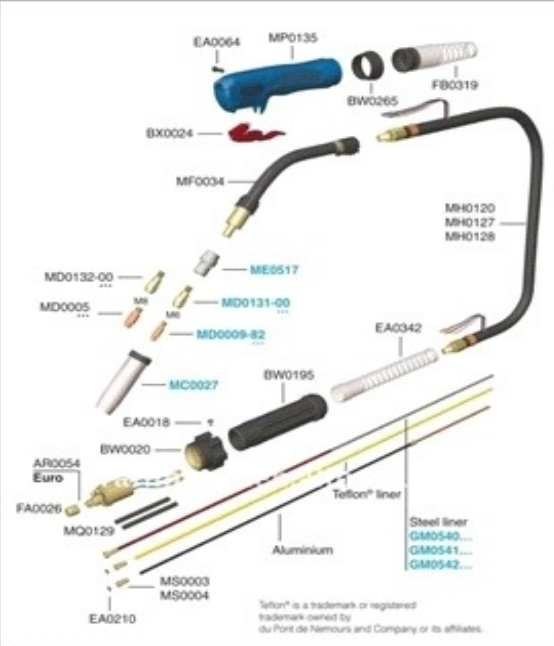 EA0064
MP0135
FB0319
BW0265
BX0024
MF0034
MH0120
MH0127
MH0128
ME0517
MD0132-00
M8
MD0131-00
MD0005
M6
MD0009-82
EA0342
BW0195
MC0027
EA0018
BW0020
AR0054
Euro
FA0026
Teflon® liner
MQ0129
Steel liner
GM0540...
GM0541...
GM0542...
Aluminium
MS0003
MS0004
EA0210
Teflon® is a trademark or registered
trademark owned by
du Pont de Nemours and Company or its affiliates.